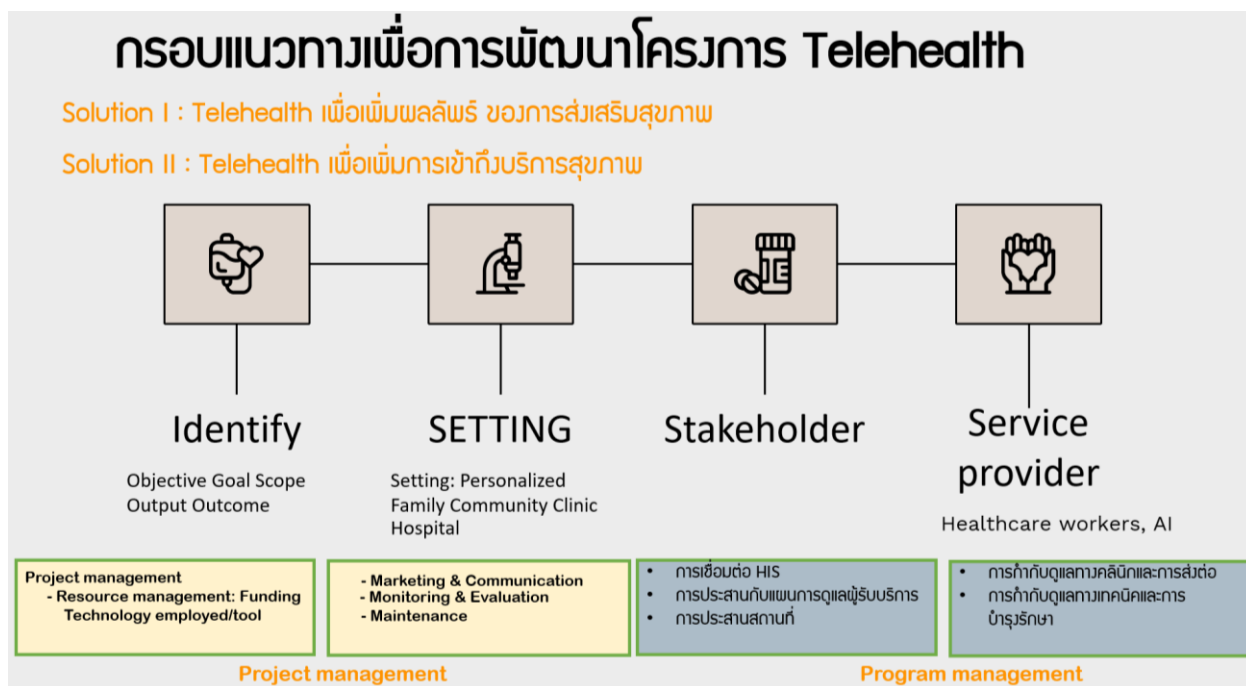 กรอบแนวทางเพื่อการพัฒนาโครงการ Telehealth
Solution I : Telehealth เพื่อเพิ่มผลลัพธ์ ของการส่งเสริมสุขภาพ
Solution II : Telehealth เพื่อเพิ่มการเข้าถึงบริการสุขภาพ
Identify
Objective Goal Scope
Output Outcome
SETTING
Setting: Personalized
Family Community Clinic
Hospital
Stakeholder
Service
provider
Healthcare workers, AI
Project management
- Resource management: Funding
Technology employed/tool
- Marketing & Communication
- Monitoring & Evaluation
- Maintenance
• การเชื่อมต่อ HIS
• การประสานกับแผนการดูแลผู้รับบริการ
• การประสานสถานที่
• การกำกับดูแลทางคลินิกและการส่งต่อ
• การกำกับดูแลทางเทคนิคและการ
บำรุงรักษา
Project management
Program management